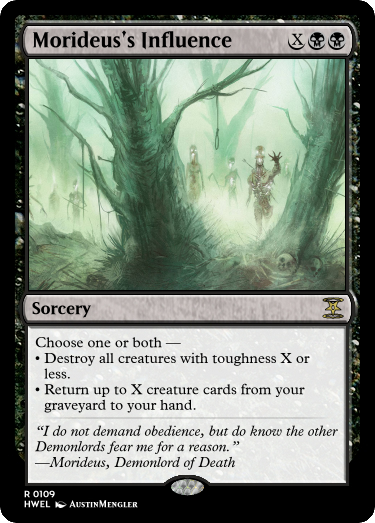 Morideus's Influence X
Sorcery
Choose one or both —
• Destroy all creatures with toughness X or
less.
• Return up to X creature cards from your
graveyard to your hand.
"I do not demand obedience, but do know the other
Demonlords fear me for a reason."
—Morideus, Demonlord of Death
R 0109
HWEL AustinMengler